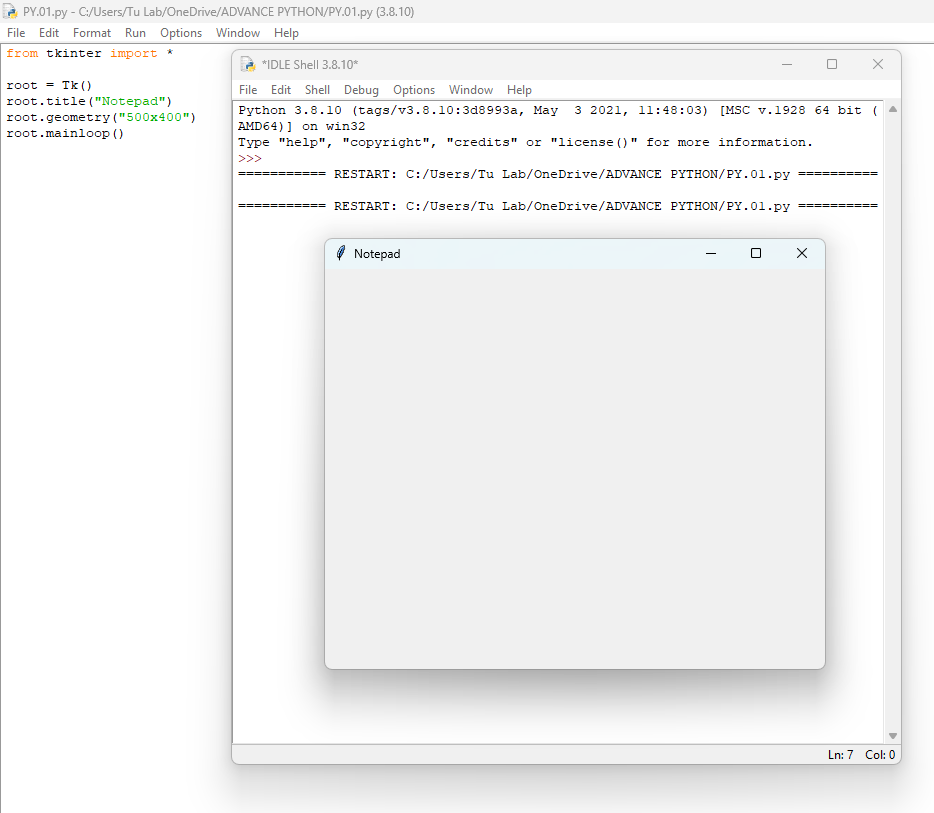 PY.01.py - C:/Users/Tu Lab/OneDrive/ADVANCE PYTHON/PY.01.py (3.8.10)
File Edit Format Run Options Window Help
from tkinter import *
root = Tk()
root.title("Notepad")
root.geometry("500x400")
root.mainloop()
*IDLE Shell 3.8.10*
File Edit Shell Debug Options Window Help
Python 3.8.10 (tags/v3.8.10:3d8993a, May  3 2021, 11:48:03) [MSC v.1928 64 bit (
AMD64)] on win32
Type "help", "copyright", "credits" or "license()" for more information.
>>>
=========== RESTART: C:/Users/Tu Lab/OneDrive/ADVANCE PYTHON/PY.01.py ==========
=========== RESTART: C:/Users/Tu Lab/OneDrive/ADVANCE PYTHON/PY.01.py ==========
Notepad
Ln: 7 Col: 0